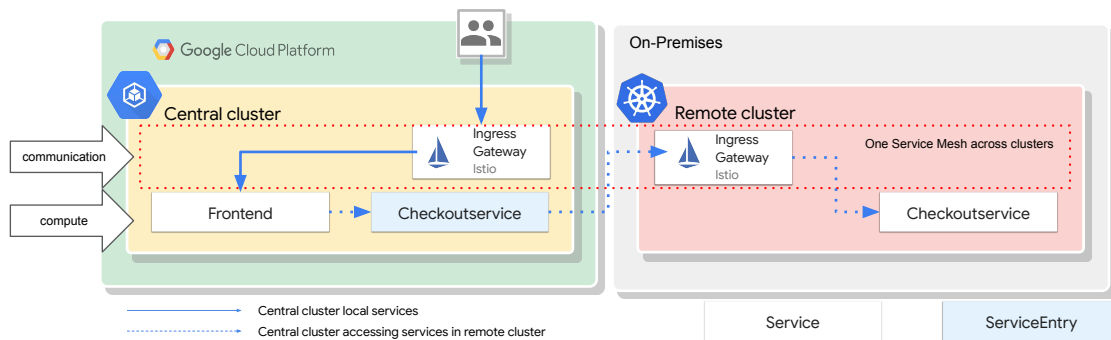 Google Cloud Platform
On-Premises
Central cluster
Remote cluster
communication
Ingress
Gateway
Istio
Ingress
Gateway
Istio
One Service Mesh across clusters
compute
Frontend
Checkoutservice
Checkoutservice
Central cluster local services
Central cluster accessing services in remote cluster
Service
ServiceEntry